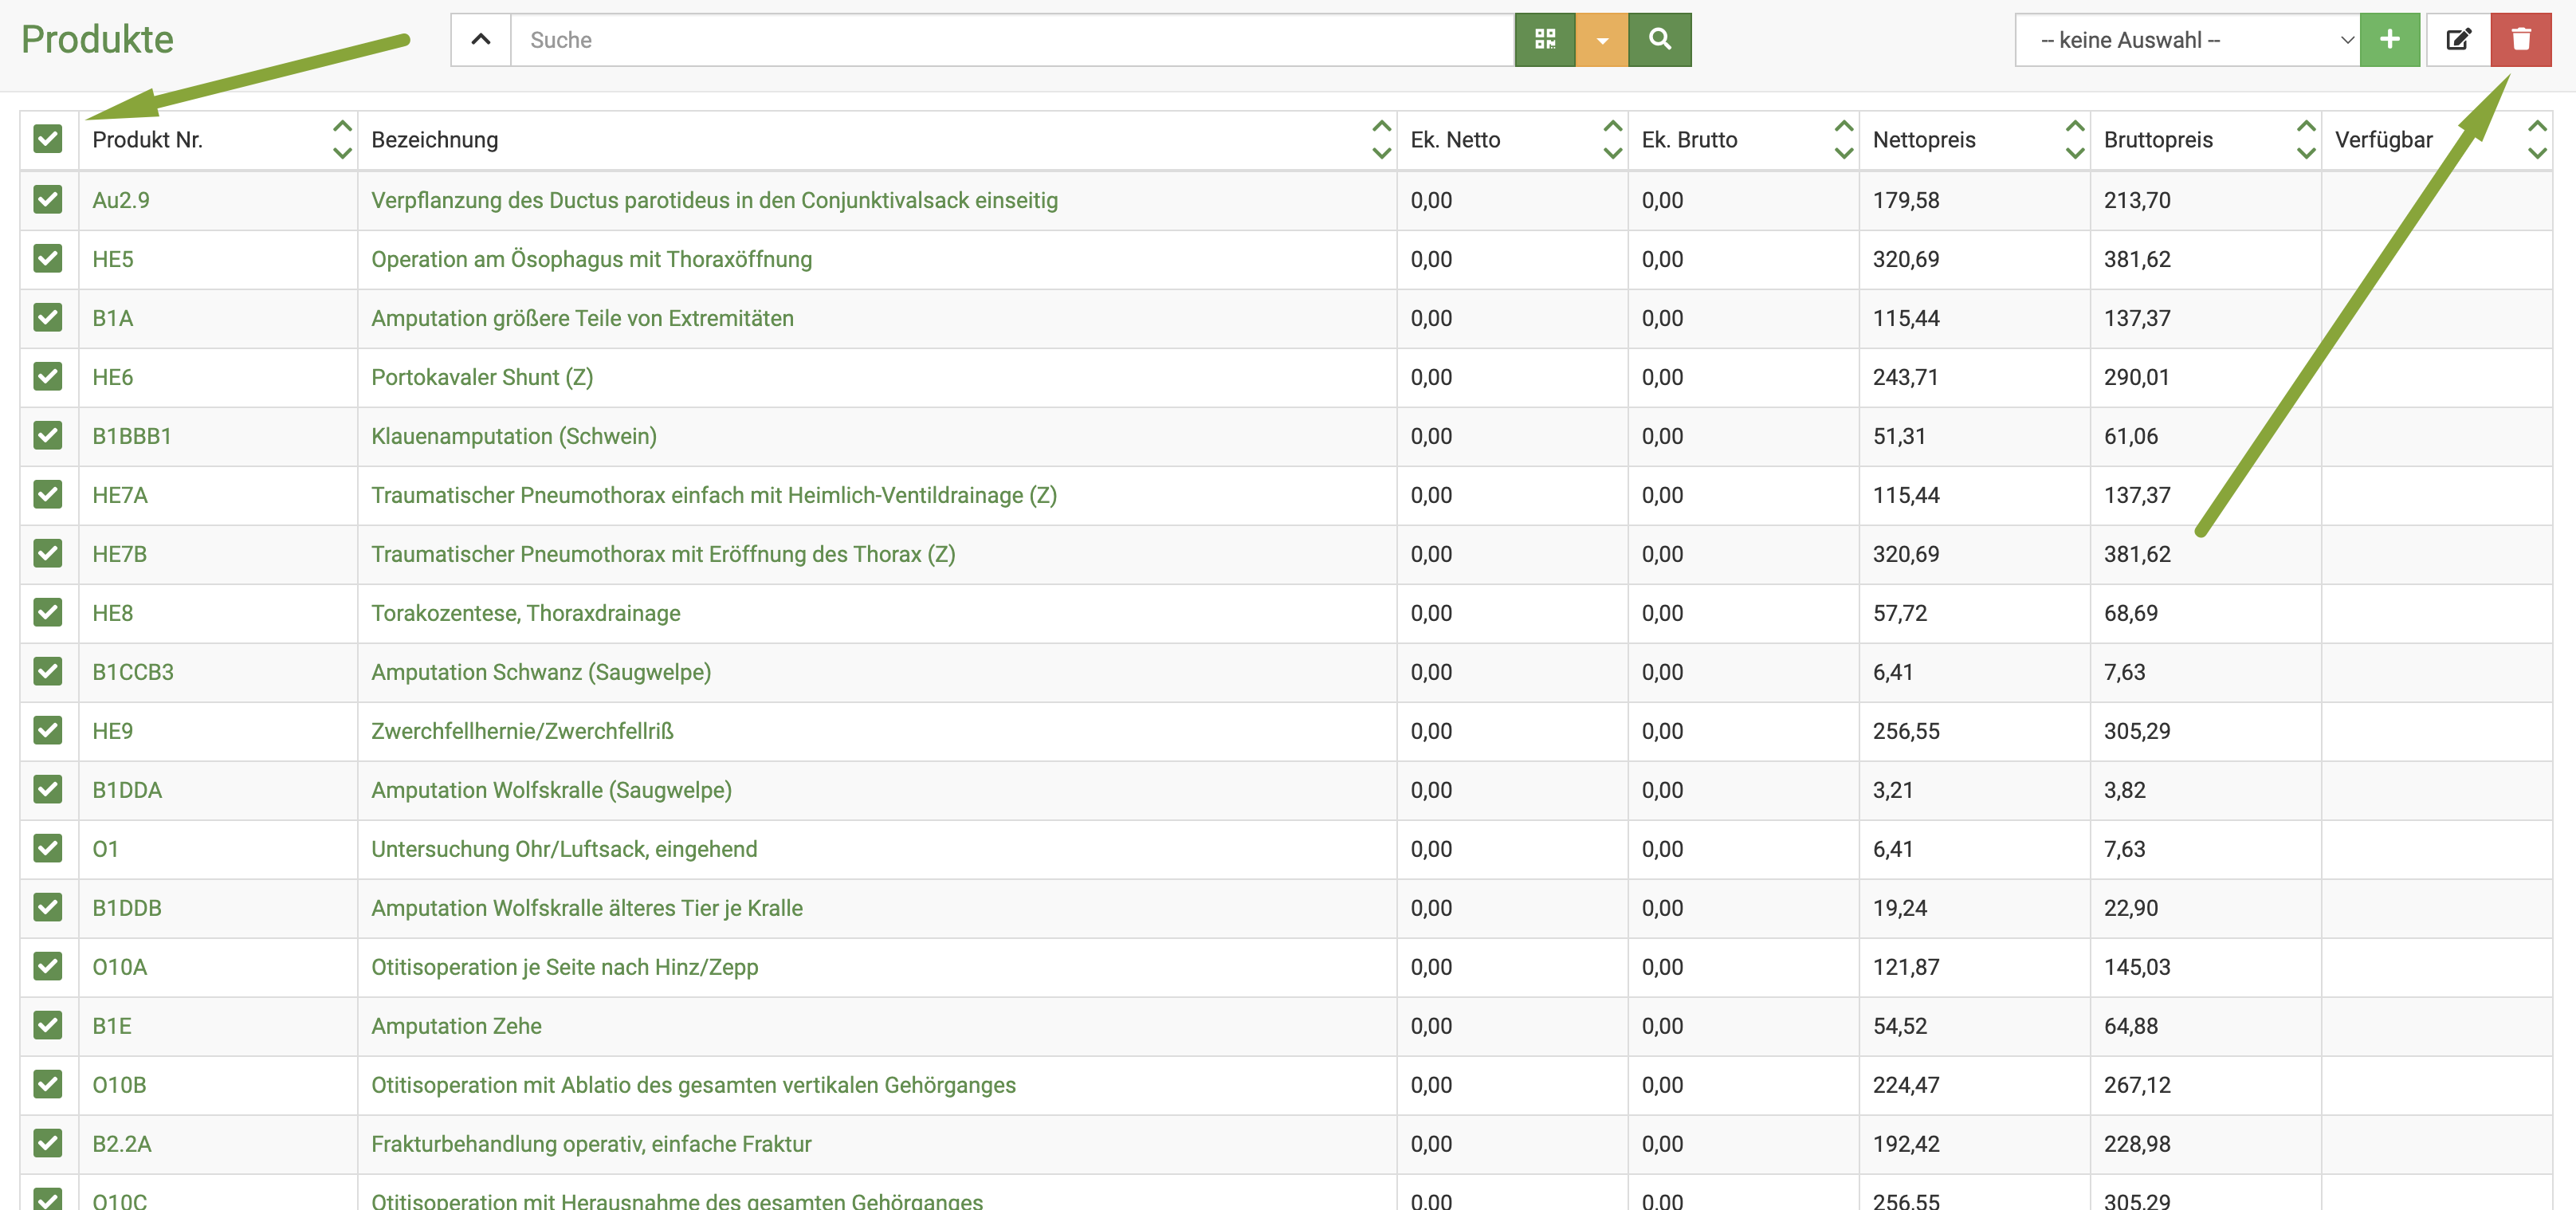 Produkte
Suche
-- keine Auswahl --
Produkt Nr. Bezeichnung Ek. Netto Ek. Brutto Nettopreis Bruttopreis Verfügbar
Au2.9 Verpflanzung des Ductus parotideus in den Conjunktivalsack einseitig 0,00 0,00 179,58 213,70
HE5 Operation am Ösophagus mit Thoraxöffnung 0,00 0,00 320,69 381,62
B1A Amputation größere Teile von Extremitäten 0,00 0,00 115,44 137,37
HE6 Portokavaler Shunt (Z) 0,00 0,00 243,71 290,01
B1BBB1 Klauenamputation (Schwein) 0,00 0,00 51,31 61,06
HE7A Traumatischer Pneumothorax einfach mit Heimlich-Ventildrainage (Z) 0,00 0,00 115,44 137,37
HE7B Traumatischer Pneumothorax mit Eröffnung des Thorax (Z) 0,00 0,00 320,69 381,62
HE8 Torakozentese, Thoraxdrainage 0,00 0,00 57,72 68,69
B1CCB3 Amputation Schwanz (Saugwelpe) 0,00 0,00 6,41 7,63
HE9 Zwerchfellhernie/Zwerchfellriß 0,00 0,00 256,55 305,29
B1DDA Amputation Wolfskralle (Saugwelpe) 0,00 0,00 3,21 3,82
O1 Untersuchung Ohr/Luftsack, eingehend 0,00 0,00 6,41 7,63
B1DDB Amputation Wolfskralle älteres Tier je Kralle 0,00 0,00 19,24 22,90
O10A Otitisoperation je Seite nach Hinz/Zepp 0,00 0,00 121,87 145,03
B1E Amputation Zehe 0,00 0,00 54,52 64,88
O10B Otitisoperation mit Ablatio des gesamten vertikalen Gehörganges 0,00 0,00 224,47 267,12
B2.2A Frakturbehandlung operativ, einfache Fraktur 0,00 0,00 192,42 228,98
O10C Otitisoperation mit Herausnahme des gesamten Gehörganges 0,00 0,00 256,55 305,29